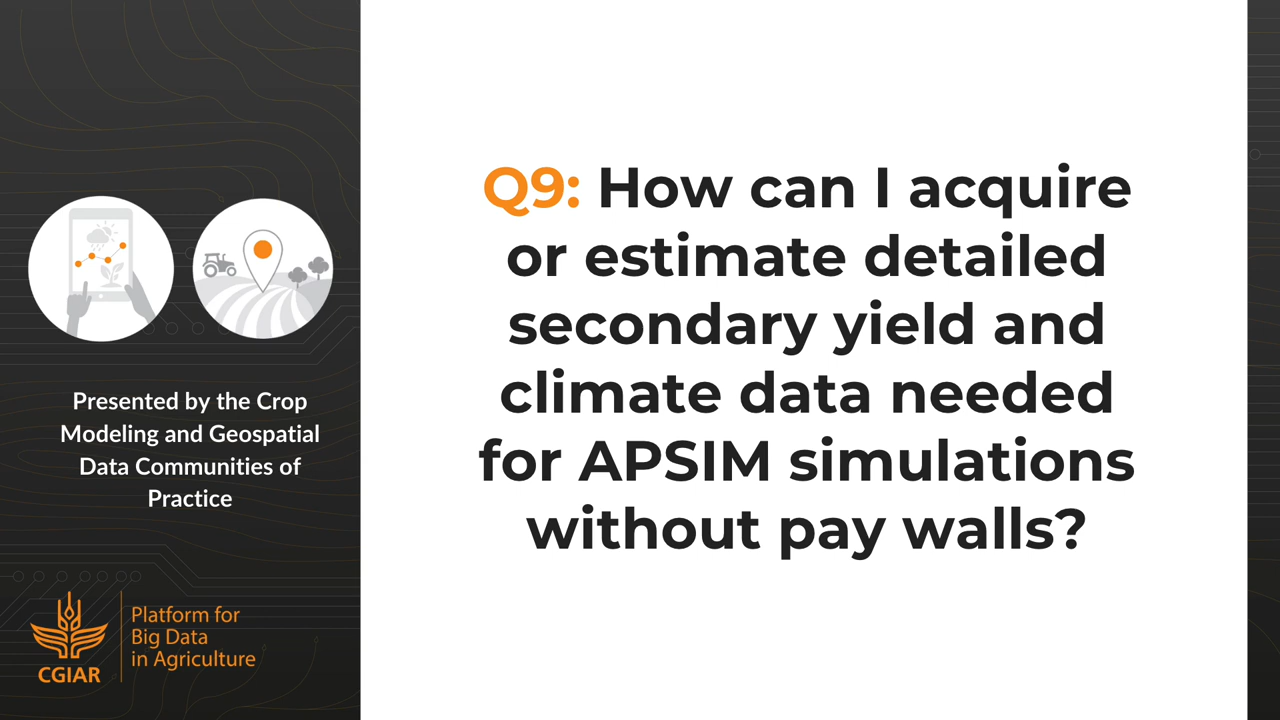 Presented by the Crop
Modeling and Geospatial
Data Communities of
Practice
CGIAR
Platform for
Big Data
in Agriculture
Q9: How can I acquire
or estimate detailed
secondary yield and
climate data needed
for APSIM simulations
without pay walls?